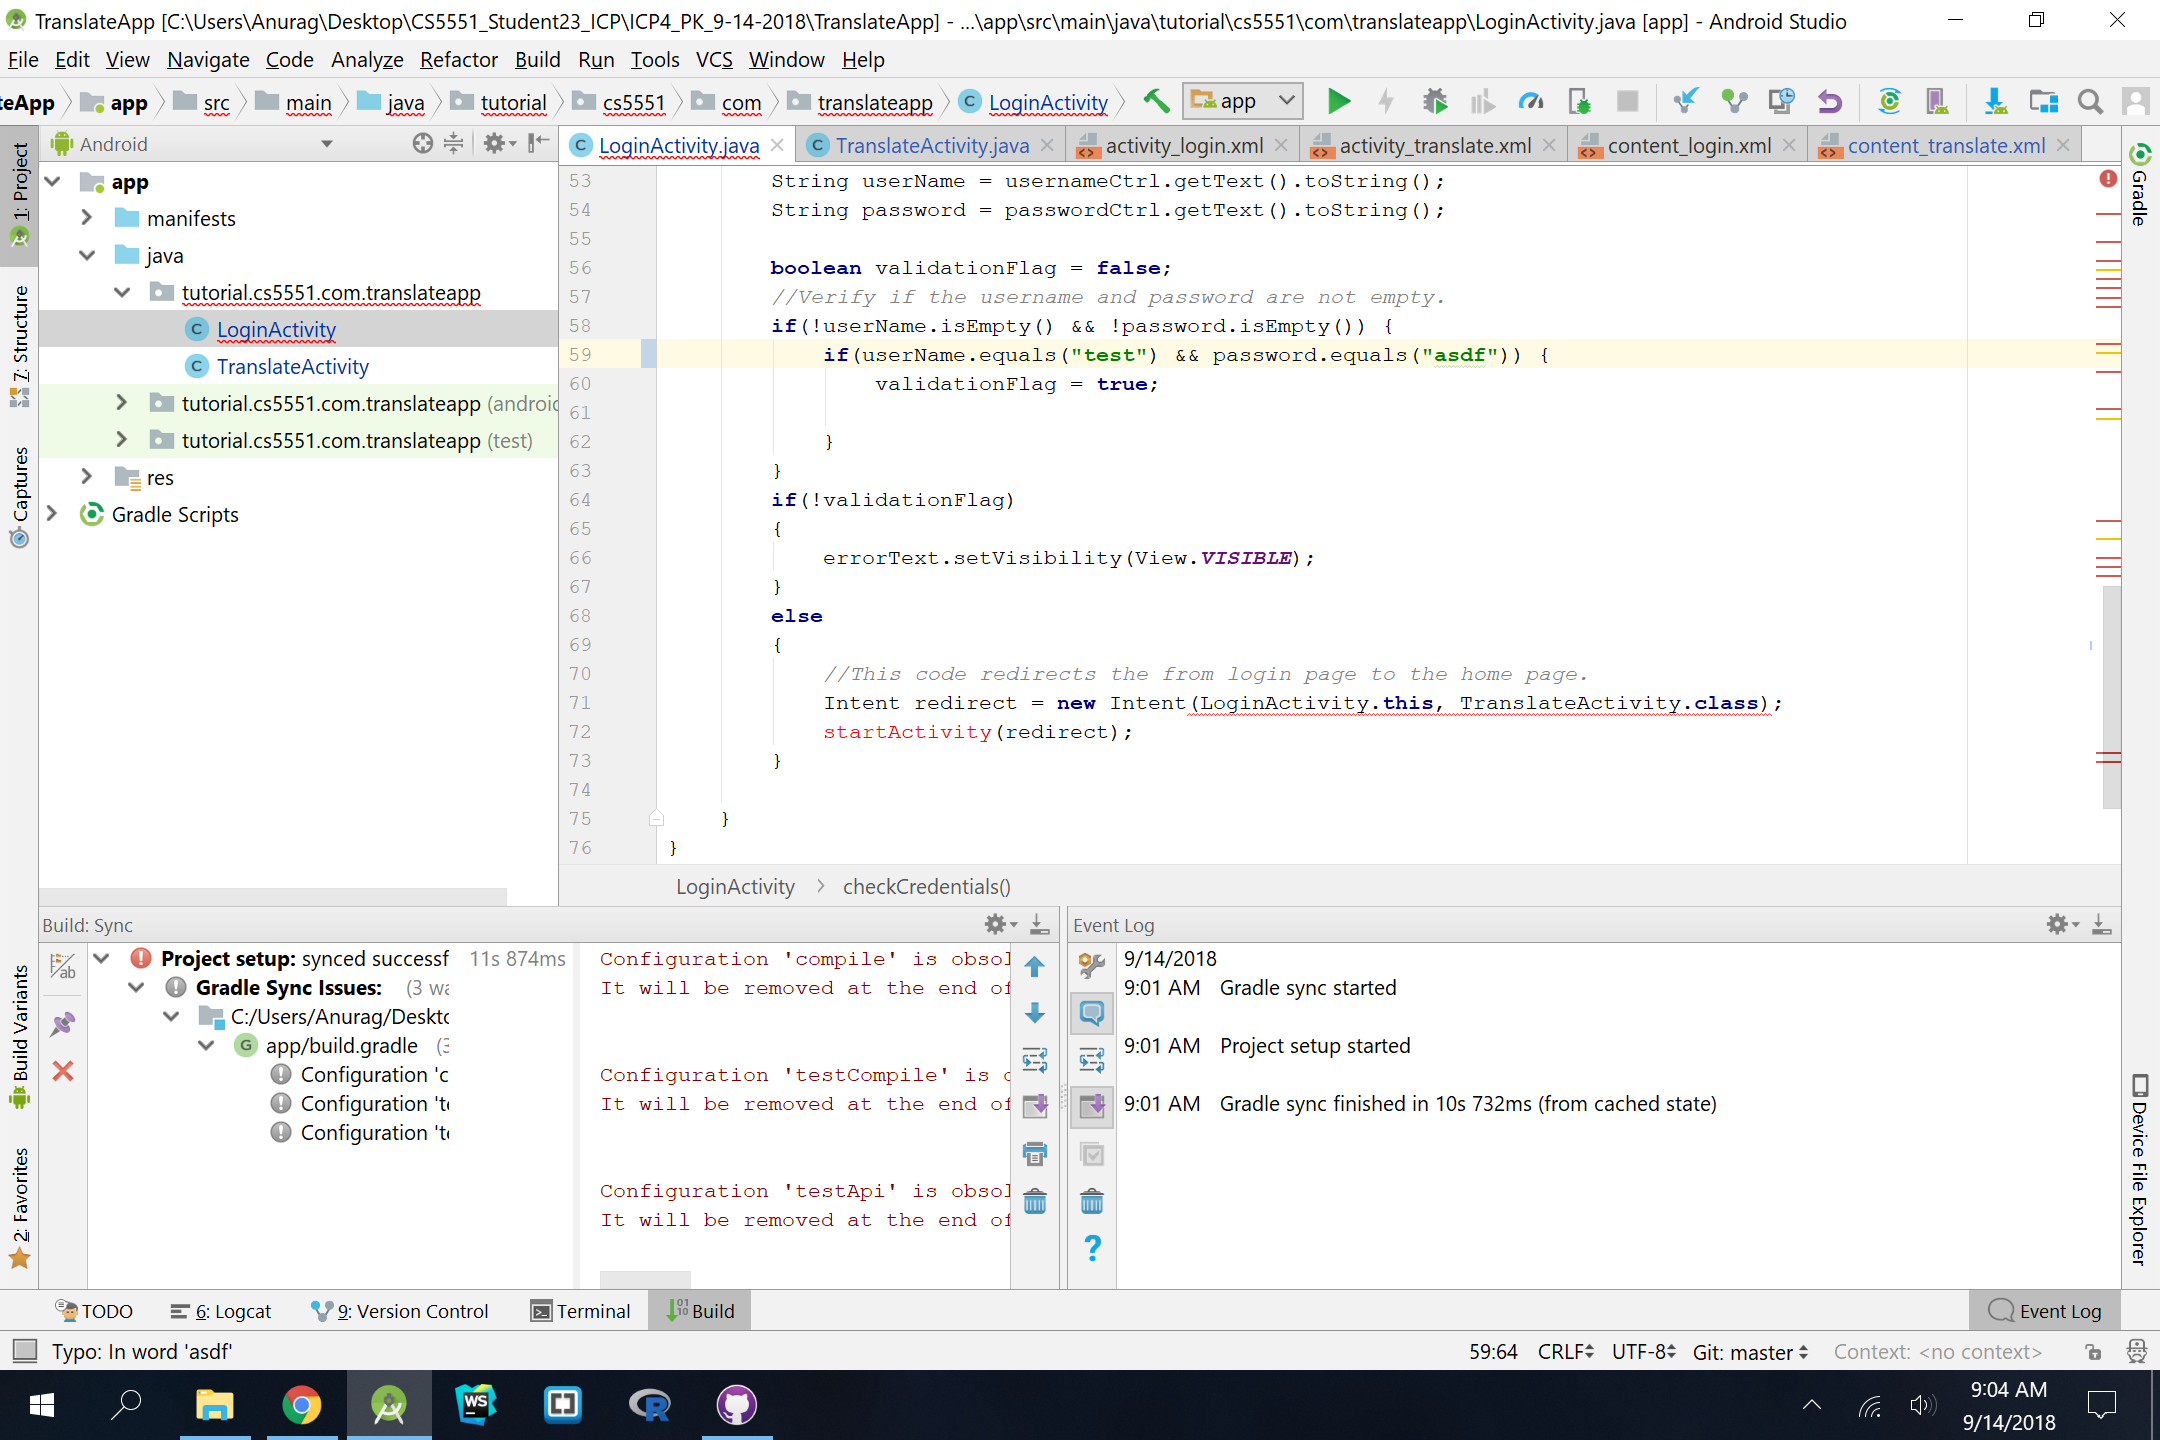 TranslateApp [C:\Users\Anurag\Desktop\CS5551_Student23_ICP\ICP4_PK_9-14-2018\TranslateApp] - ...\app\src\main\java\tutorial\cs5551\com\translateapp\LoginActivity.java [app] - Android Studio
File Edit View Navigate Code Analyze Refactor Build Run Tools VCS Window Help
teApp app src main java tutorial cs5551 com translateapp LoginActivity app
Android
LoginActivity.java TranslateActivity.java activity_login.xml activity_translate.xml content_login.xml content_translate.xml
1: Project
7: Structure
Captures
Build Variants
2: Favorites
app
manifests
java
tutorial.cs5551.com.translateapp
LoginActivity
TranslateActivity
tutorial.cs5551.com.translateapp (androi
tutorial.cs5551.com.translateapp (test)
res
Gradle Scripts
53 String userName = usernameCtrl.getText().toString();
54 String password = passwordCtrl.getText().toString();
55
56 boolean validationFlag = false;
57 //Verify if the username and password are not empty.
58 if(!userName.isEmpty() && !password.isEmpty()) {
59 if(userName.equals("test") && password.equals("asdf")) {
60 validationFlag = true;
61
62 }
63 }
64 if(!validationFlag)
65 {
66 errorText.setVisibility(View.VISIBLE);
67 }
68 else
69 {
70 //This code redirects the from login page to the home page.
71 Intent redirect = new Intent(LoginActivity.this, TranslateActivity.class);
72 startActivity(redirect);
73 }
74
75 }
76 }
LoginActivity checkCredentials()
Gradle
Device File Explorer
Build: Sync
Project setup: synced successf 11s 874ms
Gradle Sync Issues: (3 wa
C:/Users/Anurag/Deskto
app/build.gradle (3
Configuration 'c
Configuration 'te
Configuration 'te
Configuration 'compile' is obsol
It will be removed at the end of
Configuration 'testCompile' is o
It will be removed at the end of
Configuration 'testApi' is obsol
It will be removed at the end of
Event Log
9/14/2018
9:01 AM Gradle sync started
9:01 AM Project setup started
9:01 AM Gradle sync finished in 10s 732ms (from cached state)
TODO 6: Logcat 9: Version Control Terminal Build Event Log
Typo: In word 'asdf' 59:64 CRLF UTF-8 Git: master Context: <no context>
WS R
9:04 AM
9/14/2018